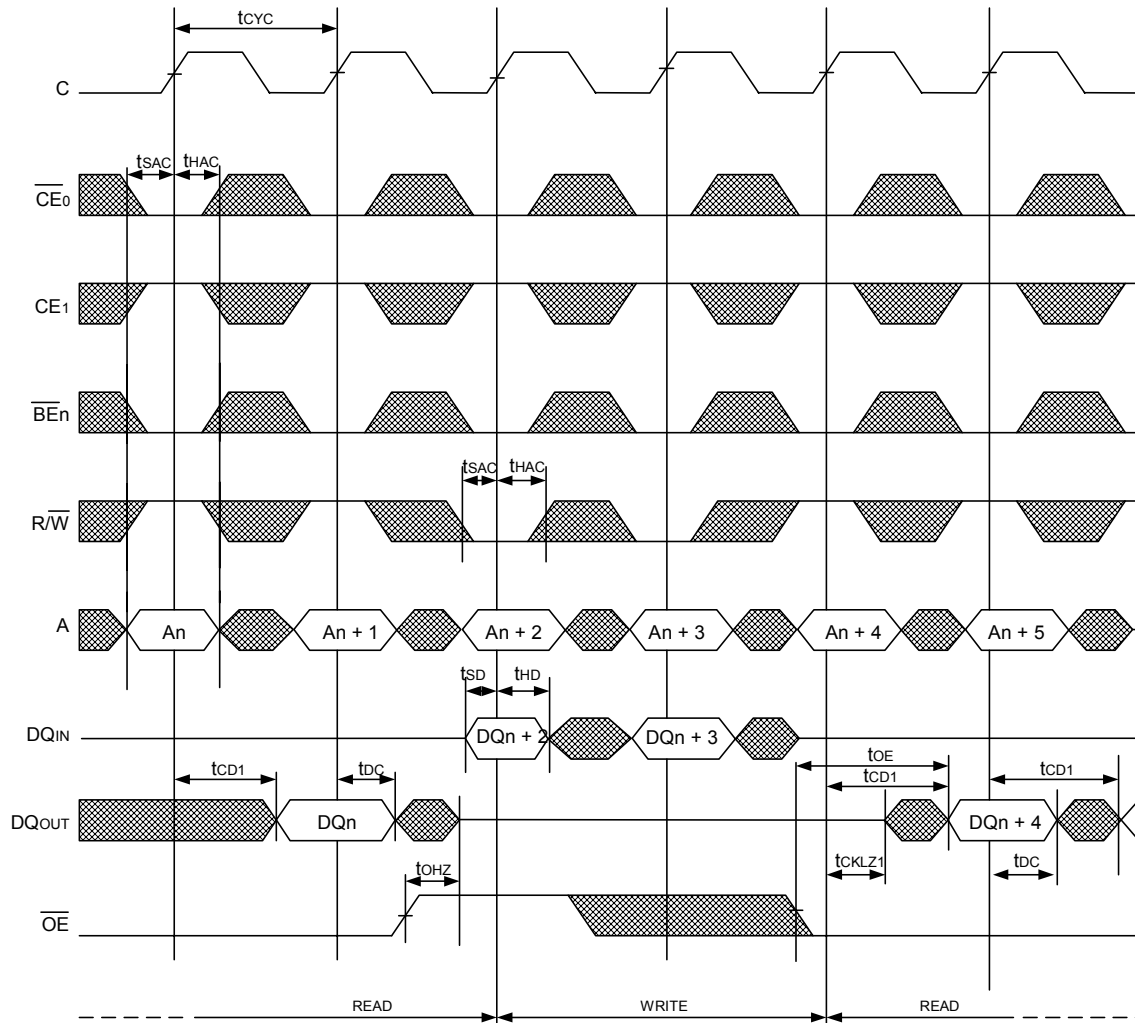 tCYC
C
tSAC tHAC
CE0
CE1
BEn
tSAC tHAC
R/W
A An An + 1 An + 2 An + 3 An + 4 An + 5
tSD tHD
DQIN DQn + 2 DQn + 3
tOE
tCD1 tDC tCD1 tCD1
DQOUT DQn DQn + 4
tOHZ tCKLZ1 tDC
OE
READ WRITE READ